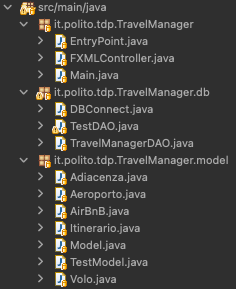 src/main/java
it.polito.tdp.TravelManager
EntryPoint.java
FXMLController.java
Main.java
it.polito.tdp.TravelManager.db
DBConnect.java
TestDAO.java
TravelManagerDAO.java
it.polito.tdp.TravelManager.model
Adiacenza.java
Aeroporto.java
AirBnB.java
Itinerario.java
Model.java
TestModel.java
Volo.java